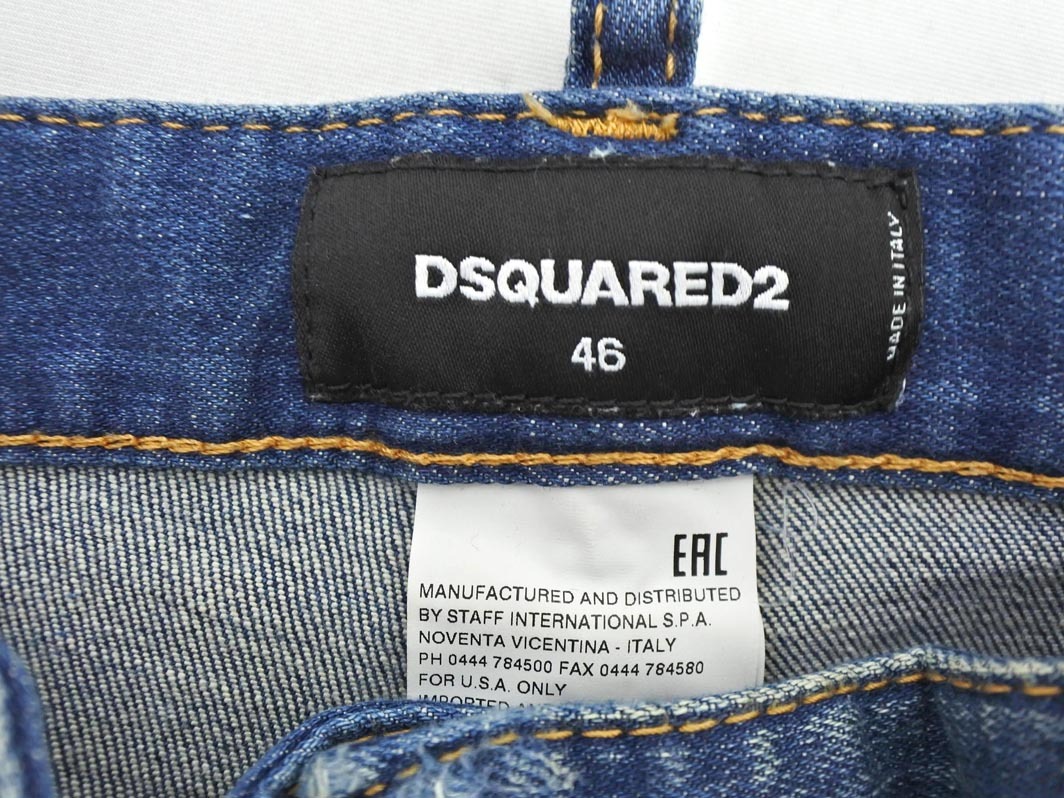 DSQUARED2
46
MADE IN ITALY
EAC
MANUFACTURED AND DISTRIBUTED
BY STAFF INTERNATIONAL S.P.A.
NOVENTA VICENTINA - ITALY
PH 0444 784500 FAX 0444 784580
FOR U.S.A. ONLY
IMPORTED